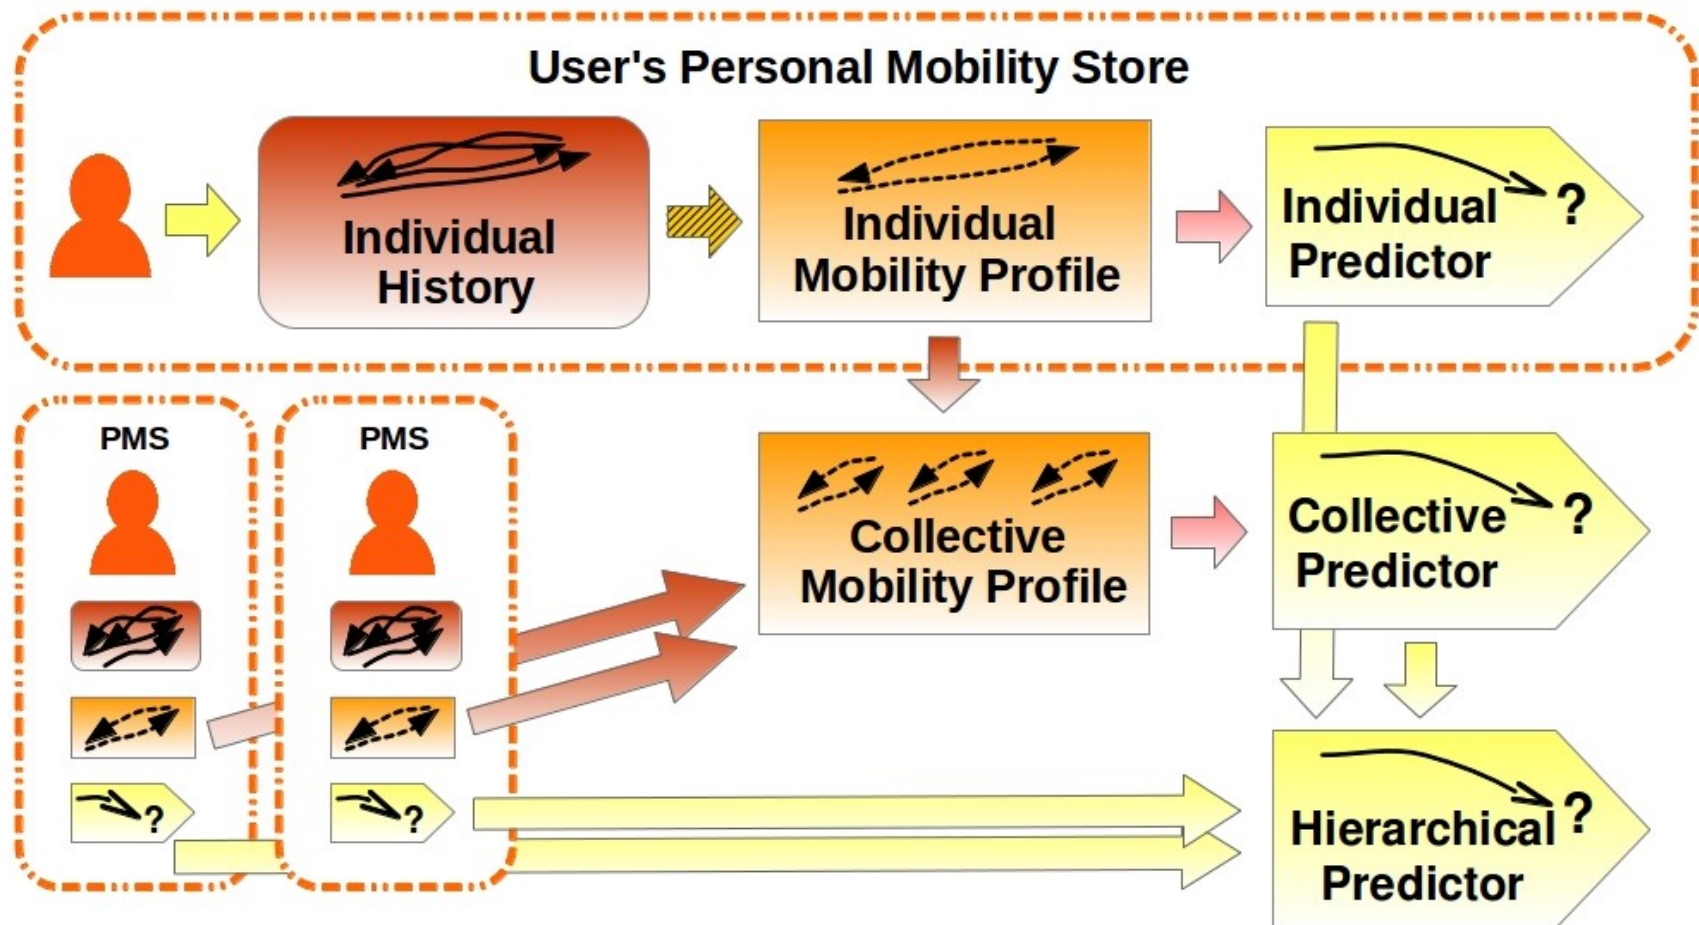 User's Personal Mobility Store
Individual
History
Individual
Mobility Profile
Individual ?
Predictor
PMS
PMS
Collective
Mobility Profile
Collective ?
Predictor
?
?
Hierarchical ?
Predictor